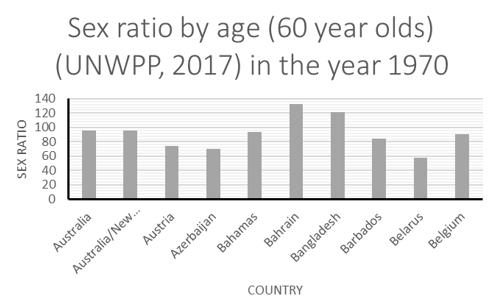 Sex ratio by age (60 year olds)
(UNWPP, 2017) in the year 1970
140
120
100
80
60
40
20
0
SEX RATIO
Australia
Australia/New...
Austria
Azerbaijan
Bahamas
Bahrain
Bangladesh
Barbados
Belarus
Belgium
COUNTRY